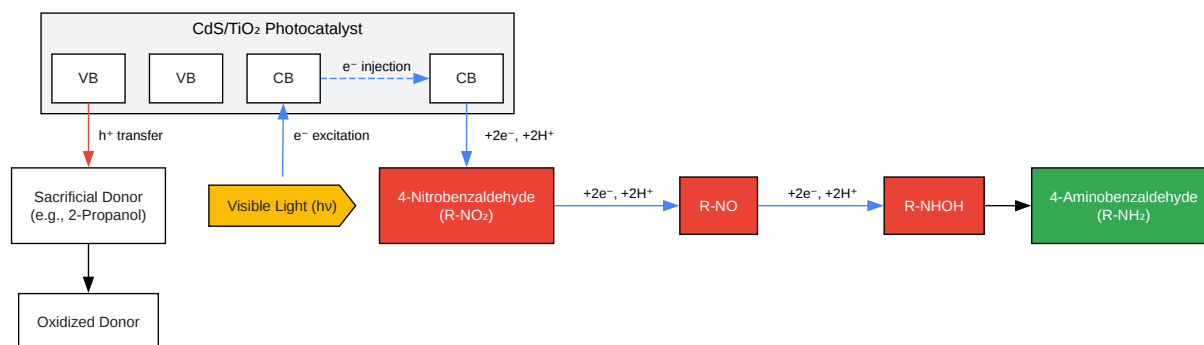 CdS/TiO₂ Photocatalyst
VB
VB
CB
e⁻ injection
CB
h⁺ transfer
e⁻ excitation
+2e⁻, +2H⁺
Sacrificial Donor
(e.g., 2-Propanol)
Visible Light (hν)
4-Nitrobenzaldehyde
(R-NO₂)
+2e⁻, +2H⁺
R-NO
+2e⁻, +2H⁺
R-NHOH
4-Aminobenzaldehyde
(R-NH₂)
Oxidized Donor